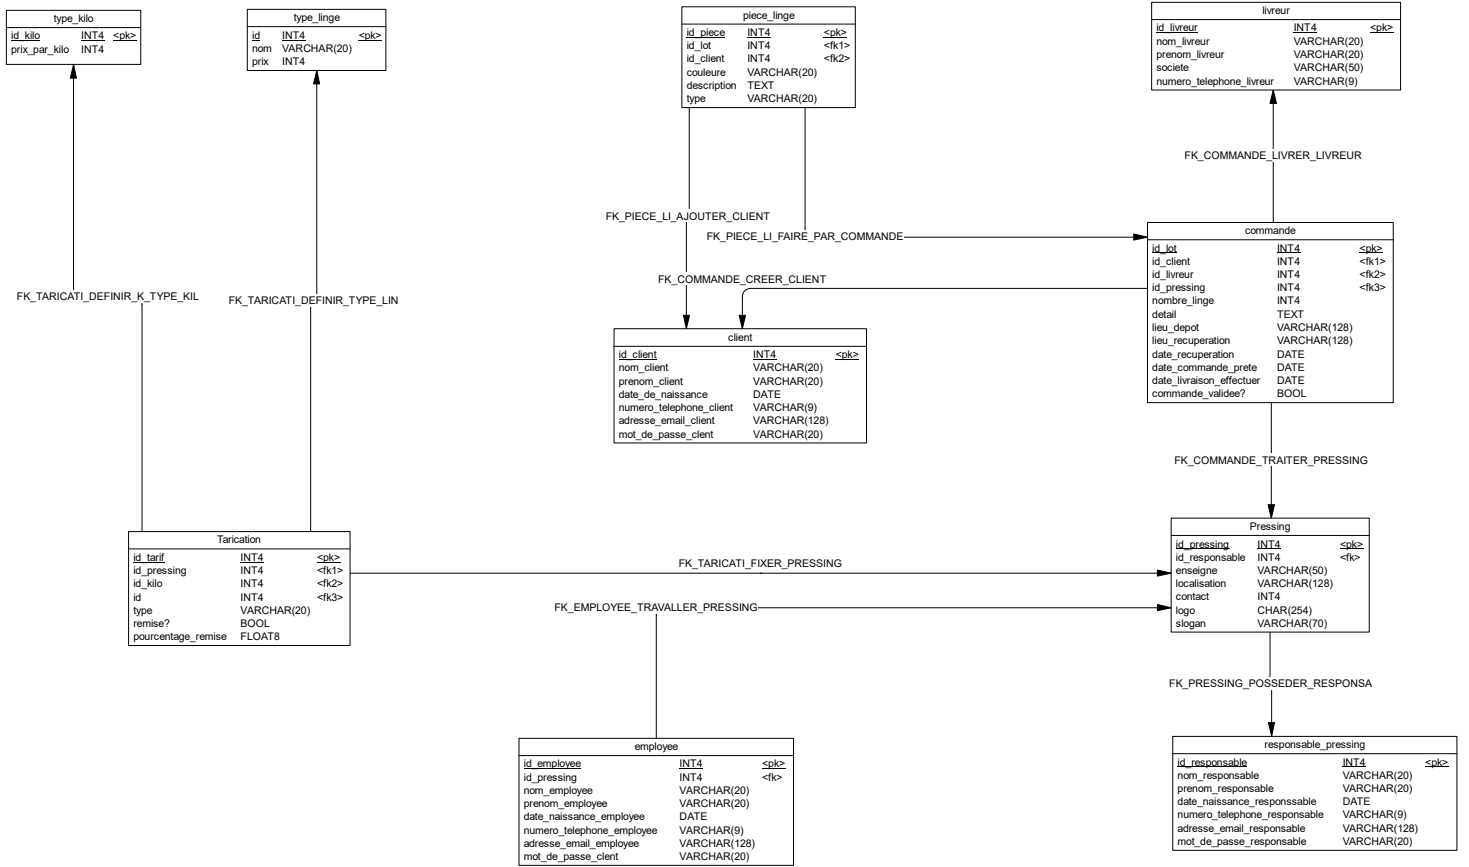 type_kilo
id_kilo INT4 <pk>
prix_par_kilo INT4
type_linge
id INT4 <pk>
nom VARCHAR(20)
prix INT4
piece_linge
id_piece INT4 <pk>
id_lot INT4 <fk1>
id_client INT4 <fk2>
couleure VARCHAR(20)
description TEXT
type VARCHAR(20)
livreur
id_livreur INT4 <pk>
nom_livreur VARCHAR(20)
prenom_livreur VARCHAR(20)
societe VARCHAR(50)
numero_telephone_livreur VARCHAR(9)
FK_COMMANDE_LIVRER_LIVREUR
FK_PIECE_LI_AJOUTER_CLIENT
FK_PIECE_LI_FAIRE_PAR_COMMANDE
FK_COMMANDE_CREER_CLIENT
FK_TARICATI_DEFINIR_K_TYPE_KIL
FK_TARICATI_DEFINIR_TYPE_LIN
commande
id_lot INT4 <pk>
id_client INT4 <fk1>
id_livreur INT4 <fk2>
id_pressing INT4 <fk3>
nombre_linge INT4
detail TEXT
lieu_depot VARCHAR(128)
lieu_recuperation VARCHAR(128)
date_recuperation DATE
date_commande_prete DATE
date_livraison_effectuer DATE
commande_validee? BOOL
client
id_client INT4 <pk>
nom_client VARCHAR(20)
prenom_client VARCHAR(20)
date_de_naissance DATE
numero_telephone_client VARCHAR(9)
adresse_email_client VARCHAR(128)
mot_de_passe_clent VARCHAR(20)
FK_COMMANDE_TRAITER_PRESSING
Tarication
id_tarif INT4 <pk>
id_pressing INT4 <fk1>
id_kilo INT4 <fk2>
id INT4 <fk3>
type VARCHAR(20)
remise? BOOL
pourcentage_remise FLOAT8
FK_TARICATI_FIXER_PRESSING
FK_EMPLOYEE_TRAVALLER_PRESSING
Pressing
id_pressing INT4 <pk>
id_responsable INT4 <fk>
enseigne VARCHAR(50)
localisation VARCHAR(128)
contact INT4
logo CHAR(254)
slogan VARCHAR(70)
FK_PRESSING_POSSEDER_RESPONSA
employee
id_employee INT4 <pk>
id_pressing INT4 <fk>
nom_employee VARCHAR(20)
prenom_employee VARCHAR(20)
date_naissance_employee DATE
numero_telephone_employee VARCHAR(9)
adresse_email_employee VARCHAR(128)
mot_de_passe_clent VARCHAR(20)
responsable_pressing
id_responsable INT4 <pk>
nom_responsable VARCHAR(20)
prenom_responsable VARCHAR(20)
date_naissance_responssable DATE
numero_telephone_responsable VARCHAR(9)
adresse_email_responsable VARCHAR(128)
mot_de_passe_responsable VARCHAR(20)